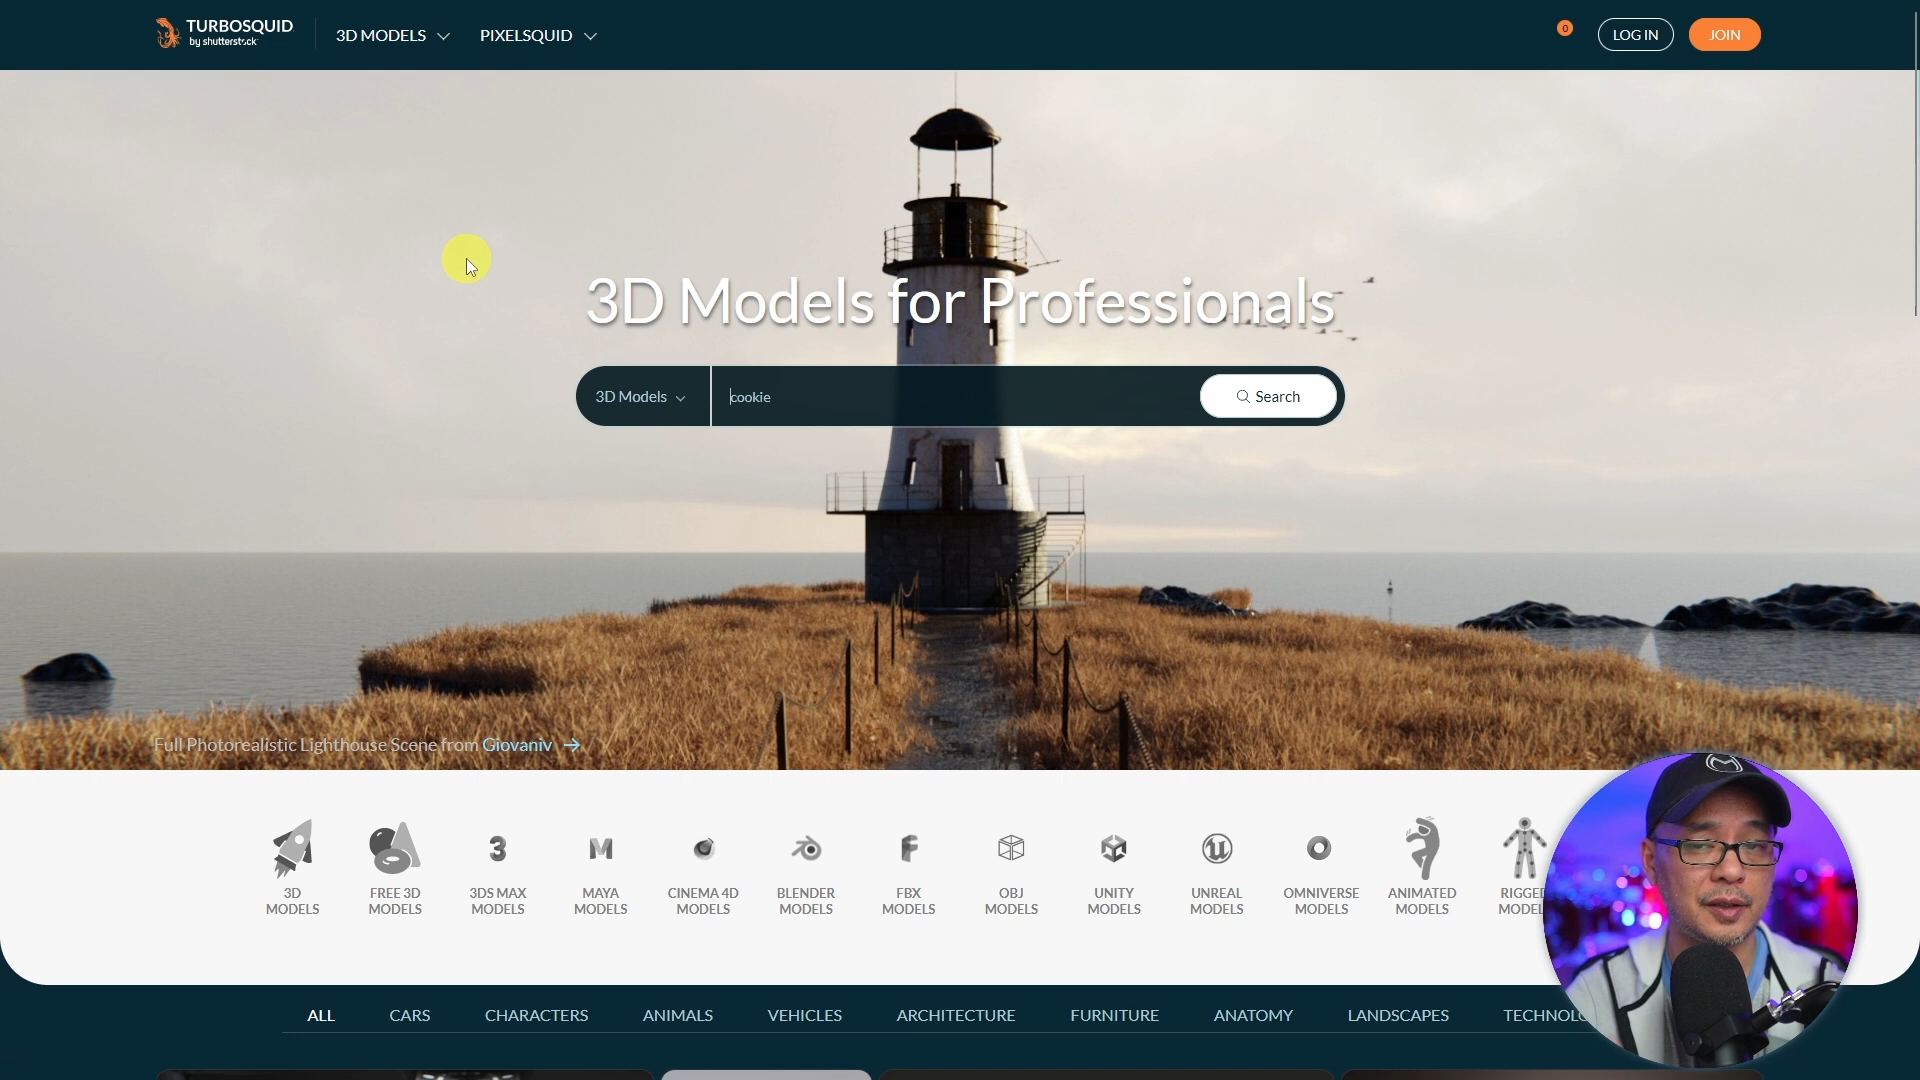 TURBOSQUID
by shutterstock
3D MODELS
PIXELSQUID
0
LOG IN
JOIN
3D Models for Professionals
3D Models
cookie
Search
Full Photorealistic Lighthouse Scene from Giovaniv
3D
MODELS
FREE 3D
MODELS
3DS MAX
MODELS
MAYA
MODELS
CINEMA 4D
MODELS
BLENDER
MODELS
FBX
MODELS
OBJ
MODELS
UNITY
MODELS
UNREAL
MODELS
OMNIVERSE
MODELS
ANIMATED
MODELS
RIGGED
MODEL
ALL
CARS
CHARACTERS
ANIMALS
VEHICLES
ARCHITECTURE
FURNITURE
ANATOMY
LANDSCAPES
TECHNOLO